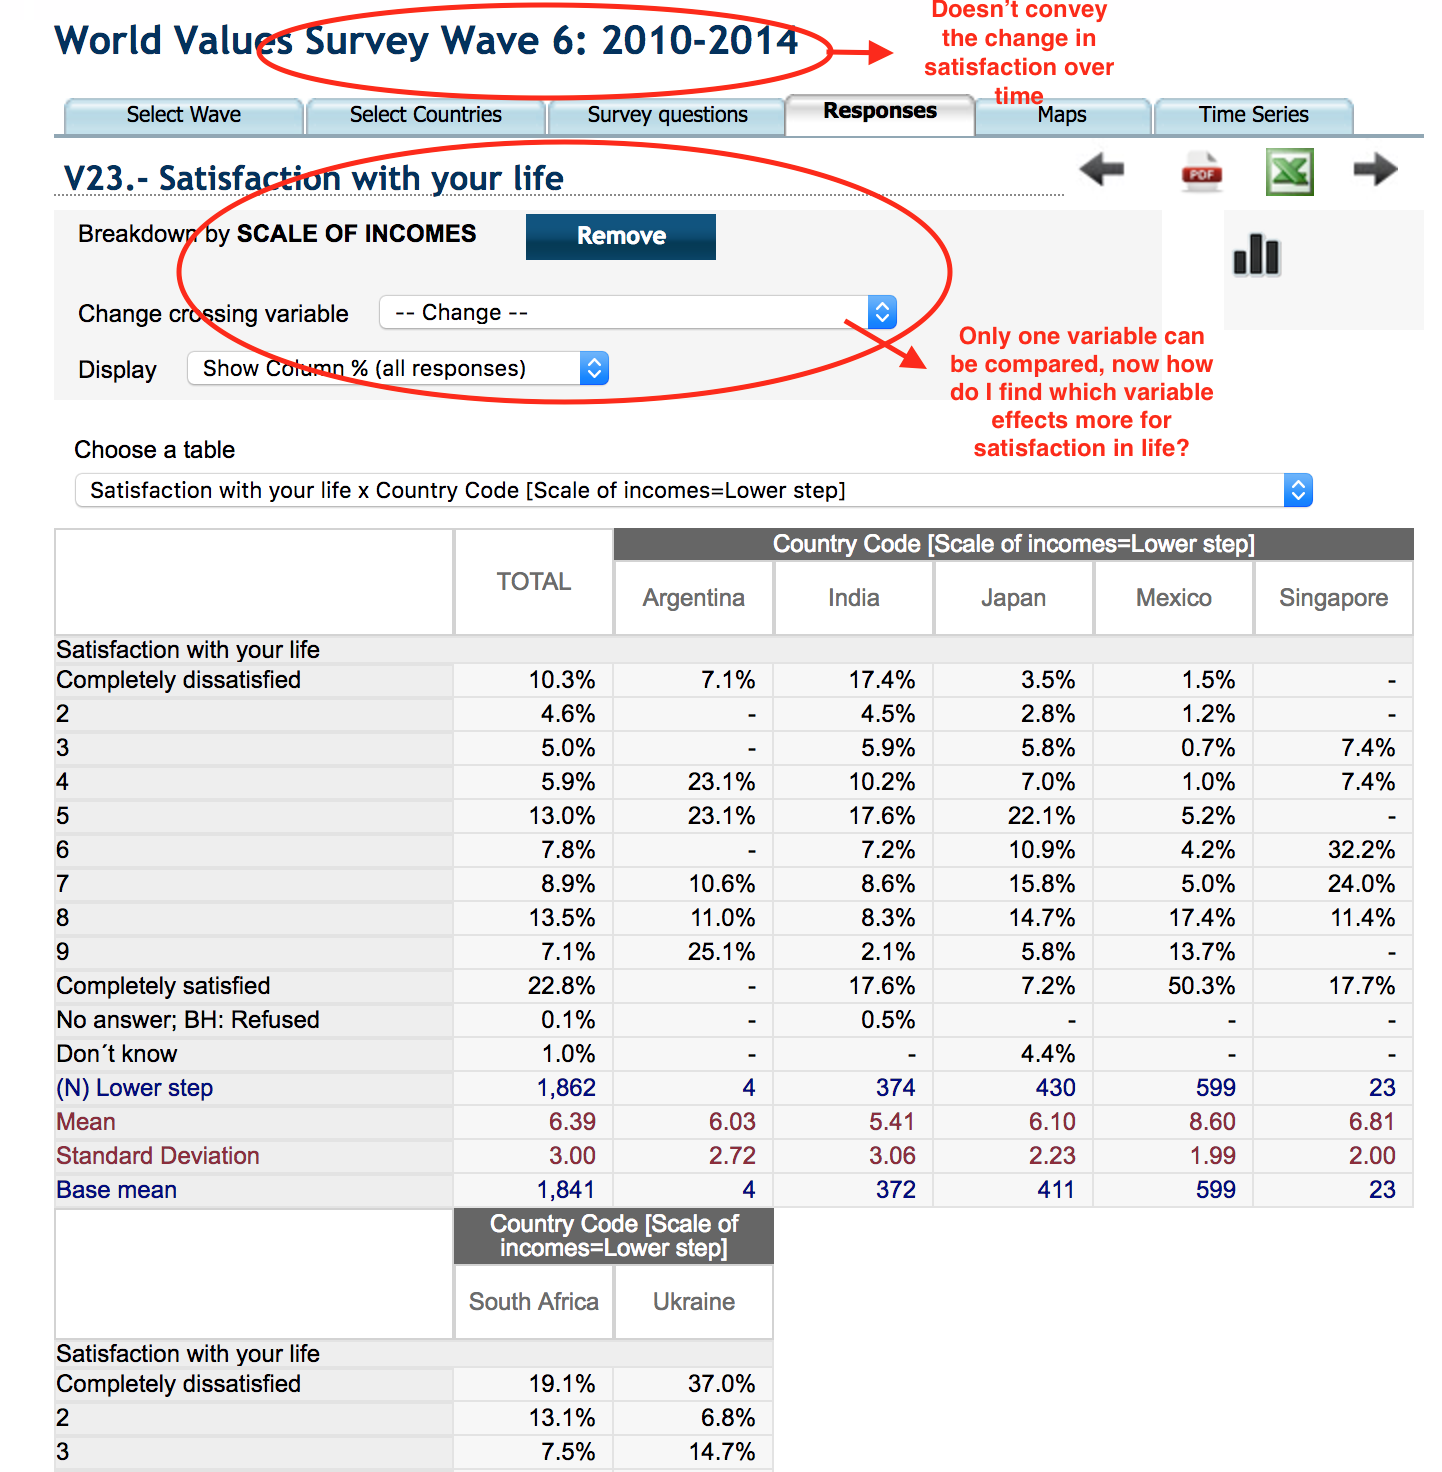 World Values Survey Wave 6: 2010-2014
Doesn't convey
the change in
satisfaction over
time
Select Wave Select Countries Survey questions Responses Maps Time Series
V23.- Satisfaction with your life
PDF
Breakdown by SCALE OF INCOMES Remove
Change crossing variable -- Change --
Display Show Column % (all responses)
Only one variable can
be compared, now how
do I find which variable
effects more for
satisfaction in life?
Choose a table
Satisfaction with your life x Country Code [Scale of incomes=Lower step]
Country Code [Scale of incomes=Lower step]
TOTAL Argentina India Japan Mexico Singapore
Satisfaction with your life
Completely dissatisfied 10.3% 7.1% 17.4% 3.5% 1.5% -
2 4.6% - 4.5% 2.8% 1.2% -
3 5.0% - 5.9% 5.8% 0.7% 7.4%
4 5.9% 23.1% 10.2% 7.0% 1.0% 7.4%
5 13.0% 23.1% 17.6% 22.1% 5.2% -
6 7.8% - 7.2% 10.9% 4.2% 32.2%
7 8.9% 10.6% 8.6% 15.8% 5.0% 24.0%
8 13.5% 11.0% 8.3% 14.7% 17.4% 11.4%
9 7.1% 25.1% 2.1% 5.8% 13.7% -
Completely satisfied 22.8% - 17.6% 7.2% 50.3% 17.7%
No answer; BH: Refused 0.1% - 0.5% - - -
Don´t know 1.0% - - 4.4% - -
(N) Lower step 1,862 4 374 430 599 23
Mean 6.39 6.03 5.41 6.10 8.60 6.81
Standard Deviation 3.00 2.72 3.06 2.23 1.99 2.00
Base mean 1,841 4 372 411 599 23
Country Code [Scale of
incomes=Lower step]
South Africa Ukraine
Satisfaction with your life
Completely dissatisfied 19.1% 37.0%
2 13.1% 6.8%
3 7.5% 14.7%